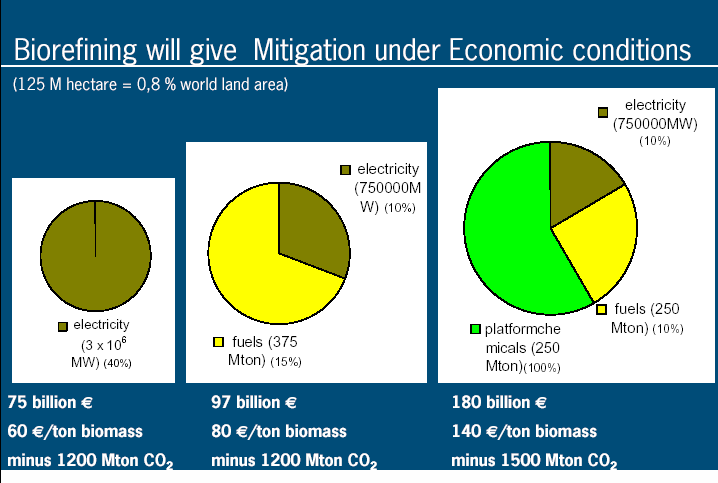 Biorefining will give  Mitigation under Economic conditions
(125 M hectare = 0,8 % world land area)
electricity
(3 x 10⁶
MW) (40%)
75 billion €
60 €/ton biomass
minus 1200 Mton CO₂
electricity
(750000M
W) (10%)
fuels (375
Mton) (15%)
97 billion €
80 €/ton biomass
minus 1200 Mton CO₂
electricity
(750000MW)
(10%)
fuels (250
Mton) (10%)
platformche
micals (250
Mton)(100%)
180 billion €
140 €/ton biomass
minus 1500 Mton CO₂